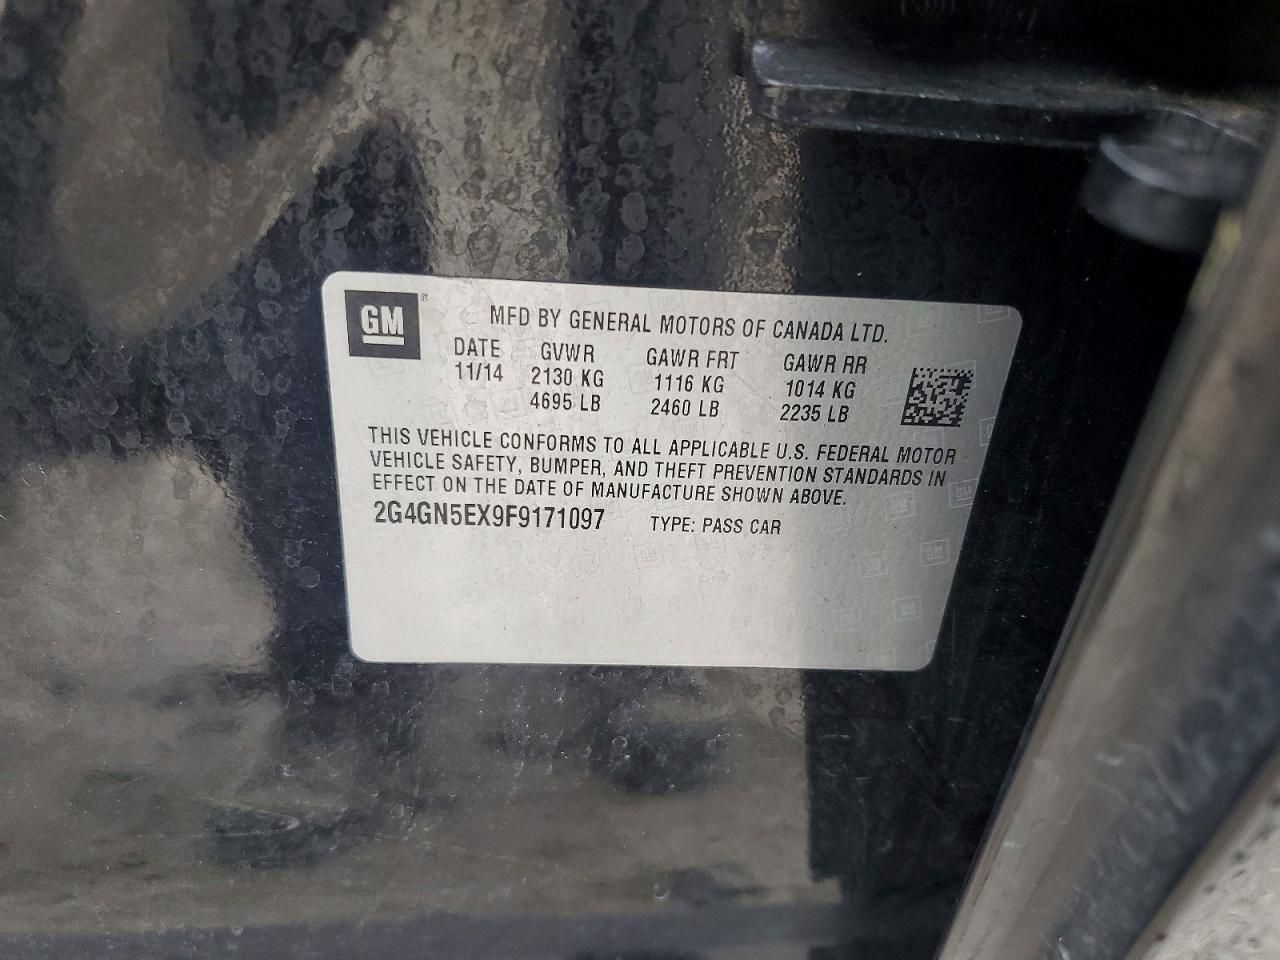 GM ®
MFD BY GENERAL MOTORS OF CANADA LTD.
DATE GVWR GAWR FRT GAWR RR
11/14 2130 KG 1116 KG 1014 KG
4695 LB 2460 LB 2235 LB
THIS VEHICLE CONFORMS TO ALL APPLICABLE U.S. FEDERAL MOTOR
VEHICLE SAFETY, BUMPER, AND THEFT PREVENTION STANDARDS IN
EFFECT ON THE DATE OF MANUFACTURE SHOWN ABOVE.
2G4GN5EX9F9171097 TYPE: PASS CAR